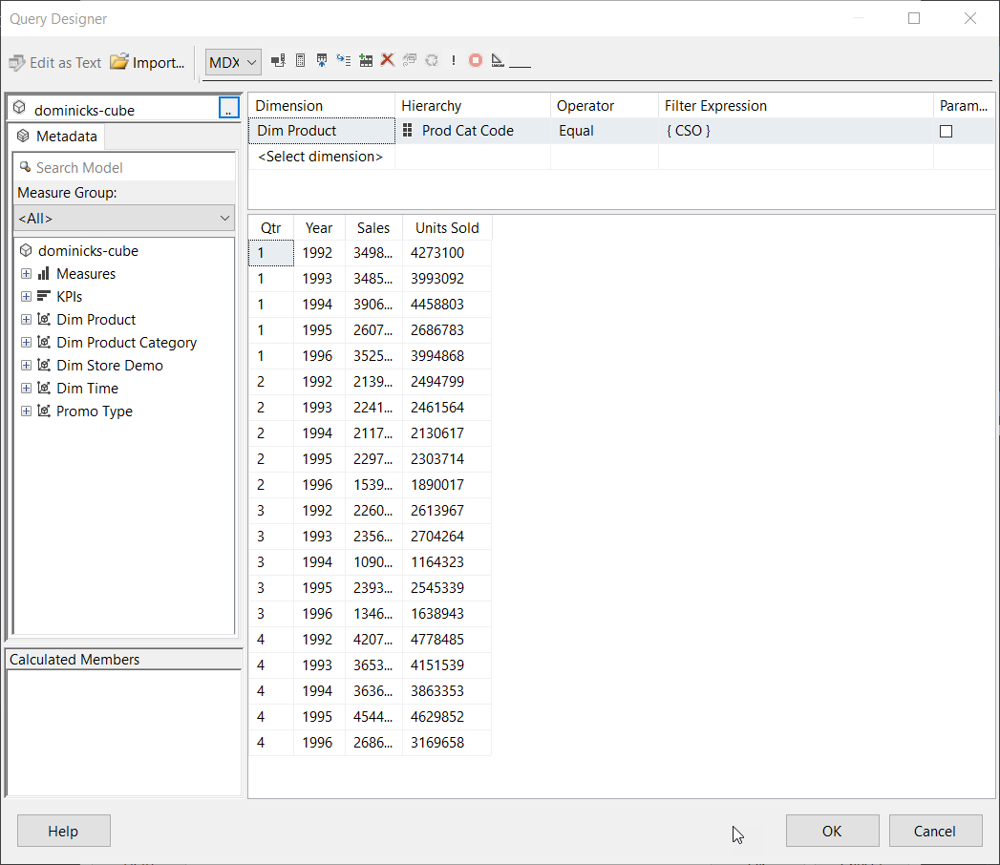 Query Designer
Edit as Text Import... MDX !
dominicks-cube ..
Metadata
Search Model
Measure Group:
<All>
dominicks-cube
Measures
KPIs
Dim Product
Dim Product Category
Dim Store Demo
Dim Time
Promo Type
Calculated Members
Dimension Hierarchy Operator Filter Expression Param...
Dim Product Prod Cat Code Equal { CSO }
<Select dimension>
Qtr Year Sales Units Sold
1 1992 3498... 4273100
1 1993 3485... 3993092
1 1994 3906... 4458803
1 1995 2607... 2686783
1 1996 3525... 3994868
2 1992 2139... 2494799
2 1993 2241... 2461564
2 1994 2117... 2130617
2 1995 2297... 2303714
2 1996 1539... 1890017
3 1992 2260... 2613967
3 1993 2356... 2704264
3 1994 1090... 1164323
3 1995 2393... 2545339
3 1996 1346... 1638943
4 1992 4207... 4778485
4 1993 3653... 4151539
4 1994 3636... 3863353
4 1995 4544... 4629852
4 1996 2686... 3169658
Help OK Cancel